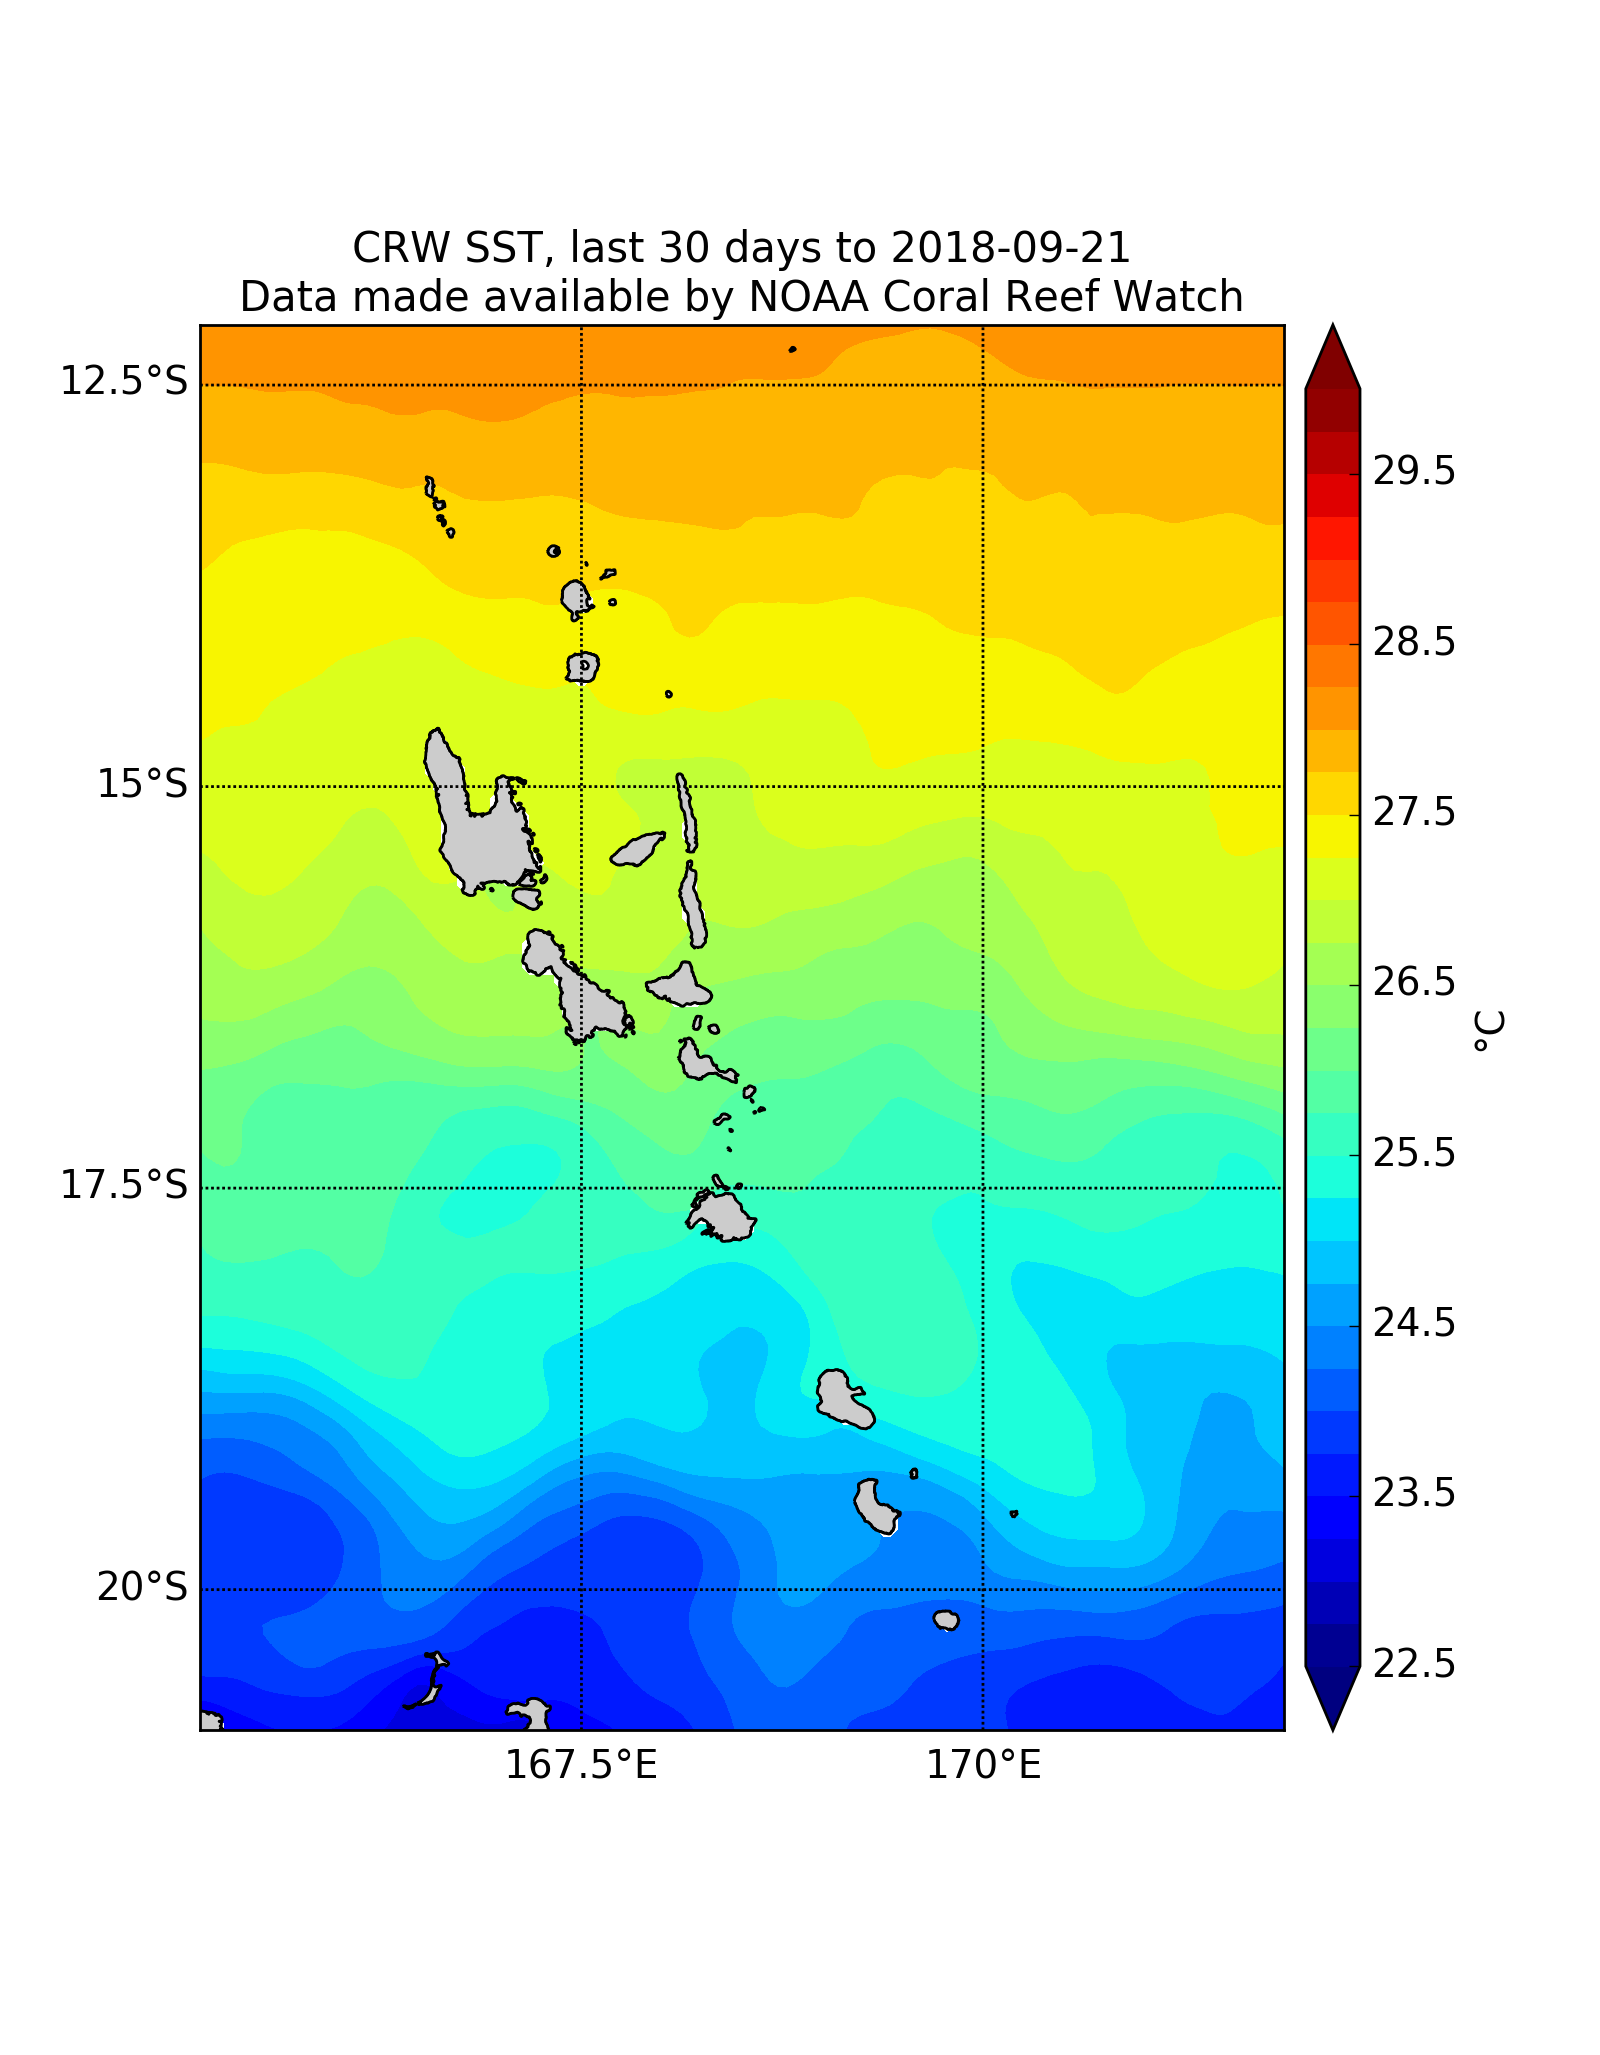 CRW SST, last 30 days to 2018-09-21
Data made available by NOAA Coral Reef Watch
12.5°S
15°S
17.5°S
20°S
167.5°E
170°E
29.5
28.5
27.5
26.5
25.5
24.5
23.5
22.5
°C